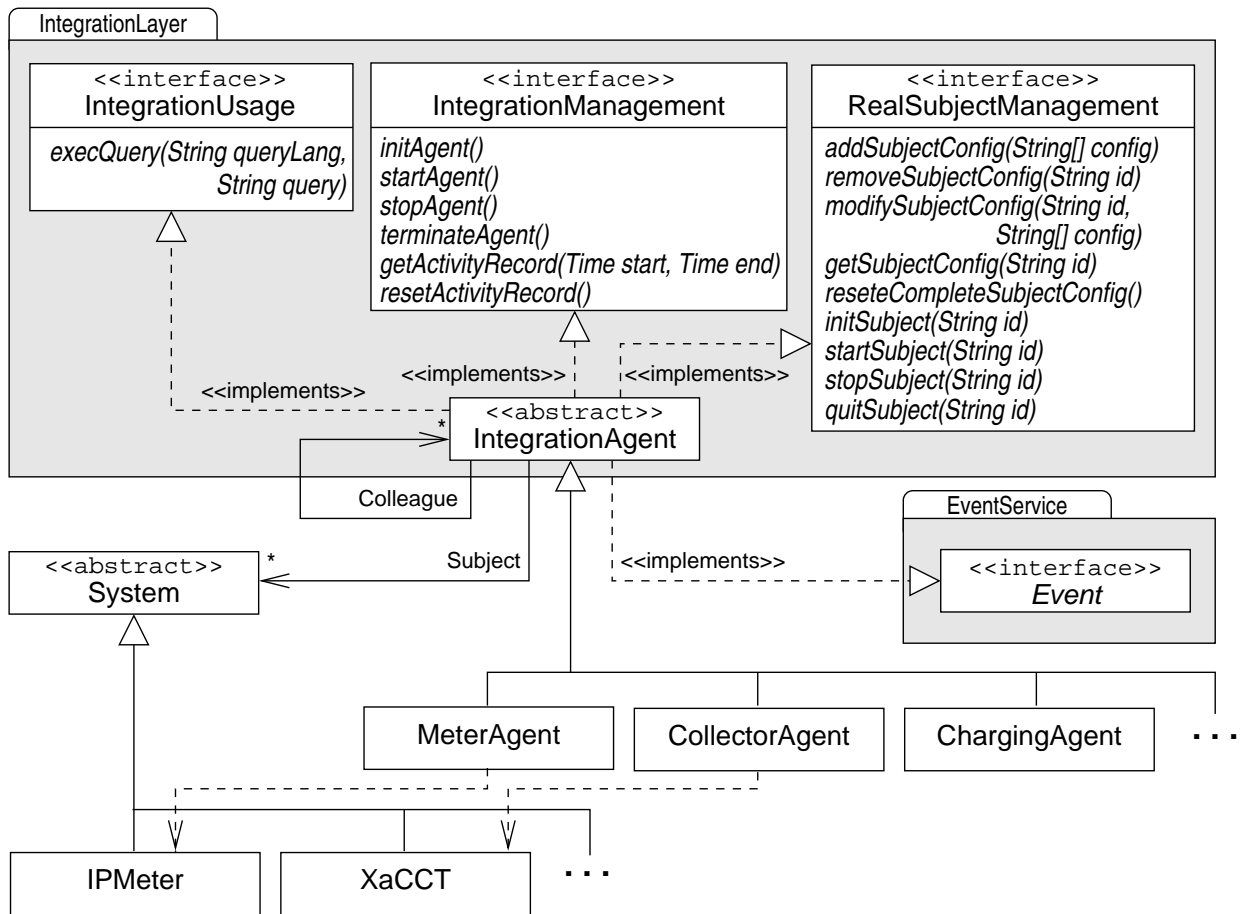 IntegrationLayer
<<interface>>
IntegrationUsage
execQuery(String queryLang,
String query)
<<interface>>
IntegrationManagement
initAgent()
startAgent()
stopAgent()
terminateAgent()
getActivityRecord(Time start, Time end)
resetActivityRecord()
<<interface>>
RealSubjectManagement
addSubjectConfig(String[] config)
removeSubjectConfig(String id)
modifySubjectConfig(String id,
String[] config)
getSubjectConfig(String id)
reseteCompleteSubjectConfig()
initSubject(String id)
startSubject(String id)
stopSubject(String id)
quitSubject(String id)
<<implements>>
<<implements>>
<<implements>>
<<abstract>>
IntegrationAgent
*
Colleague
Subject
*
<<abstract>>
System
<<implements>>
EventService
<<interface>>
Event
MeterAgent
CollectorAgent
ChargingAgent
...
IPMeter
XaCCT
...